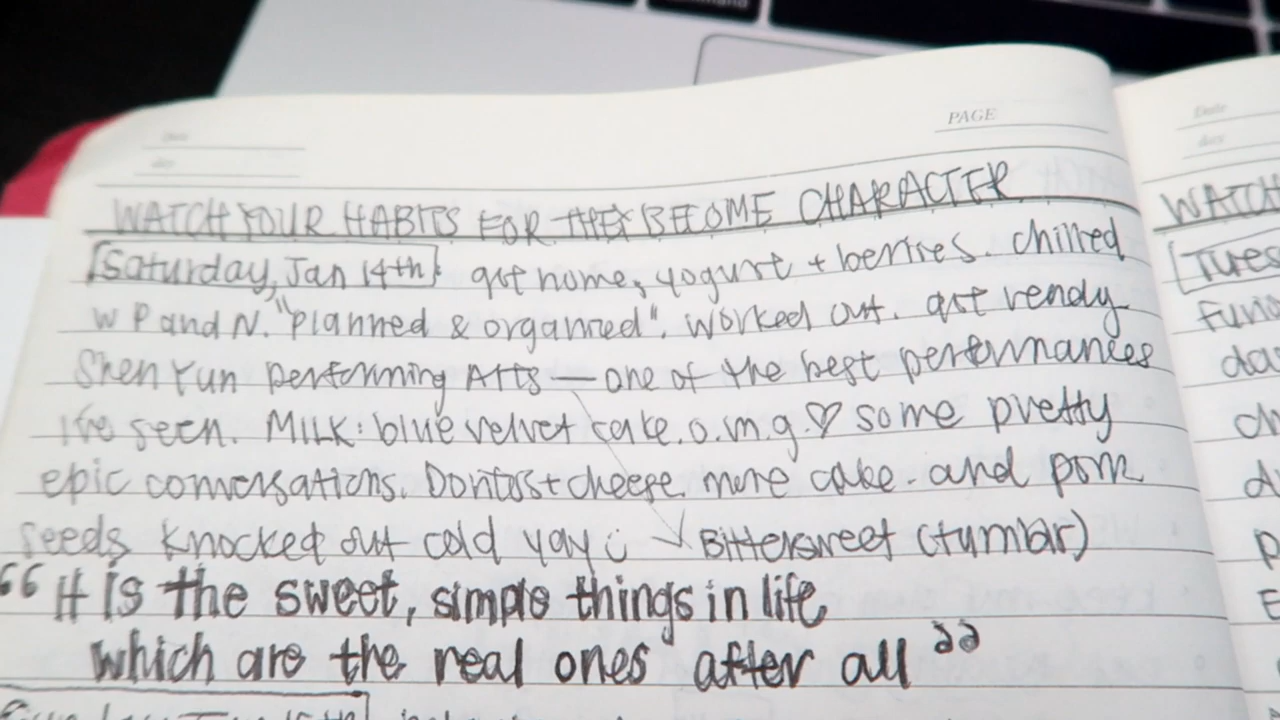 PAGE
Date
WATCH YOUR HABITS FOR THEY BECOME CHARACTER
Saturday, Jan 14th: got home, yogurt + berries. chilled
w P and N. "planned & organized". worked out. got ready
Shen Yun performing Arts — one of the best performances
I've seen. MILK: blue velvet cake. o.m.g. ♡ some pretty
epic conversations. Doritos + cheese. more cake. and pom
seeds knocked out cold yay :) Bittersweet (tumblr)
"It is the sweet, simple things in life
which are the real ones after all"
Date
WATCH
Tues